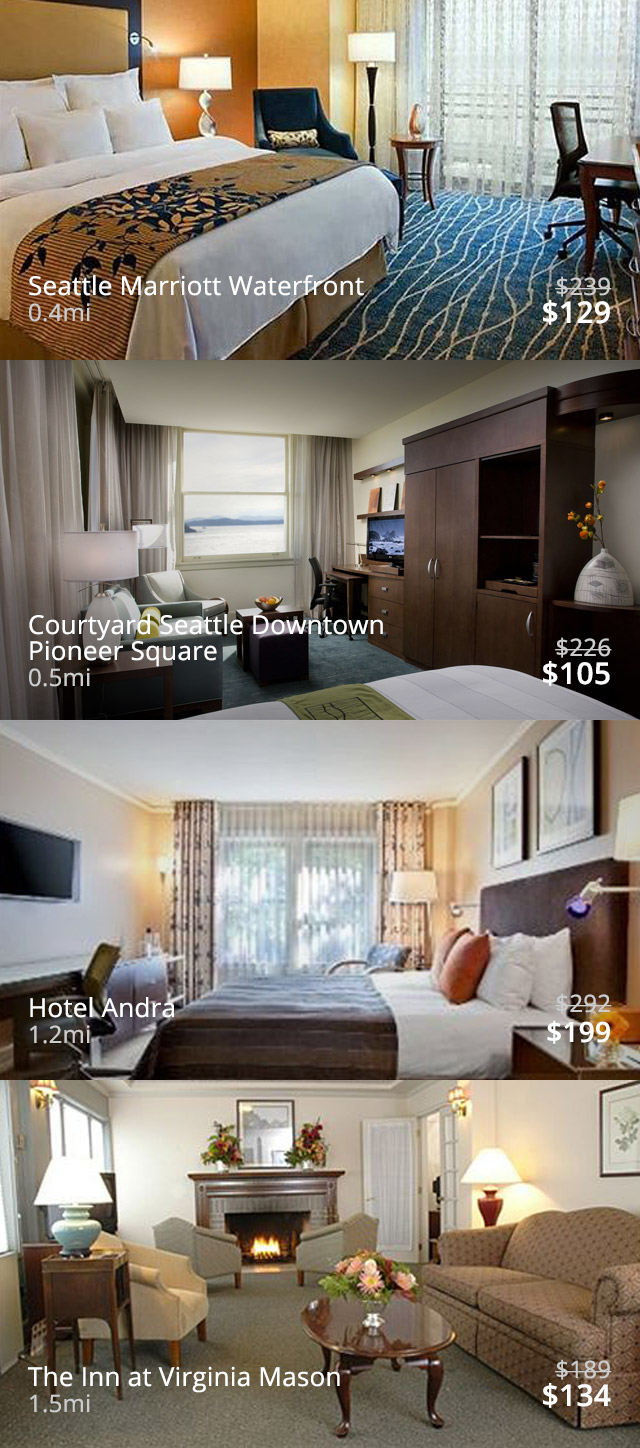 Seattle Marriott Waterfront
0.4mi
$239
$129
Courtyard Seattle Downtown
Pioneer Square
0.5mi
$226
$105
Hotel Andra
1.2mi
$292
$199
The Inn at Virginia Mason
1.5mi
$189
$134